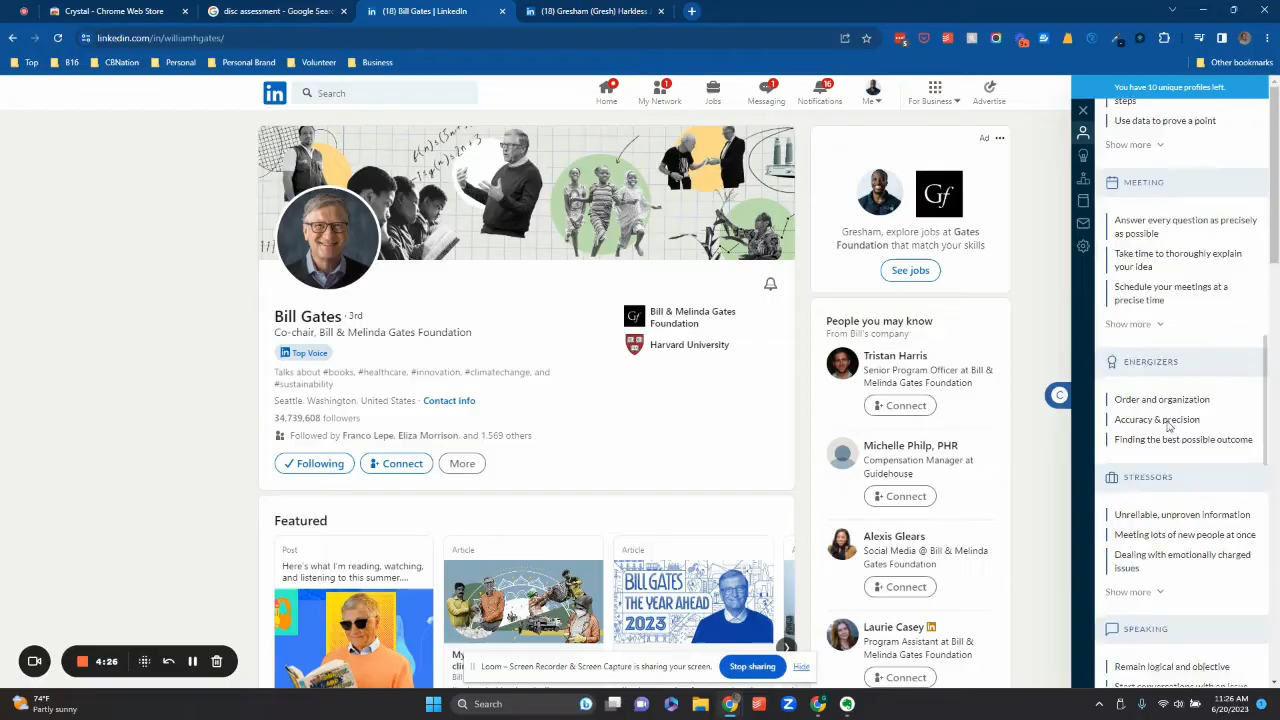 Crystal - Chrome Web Store
disc assessment - Google Sear
(18) Bill Gates | LinkedIn
(18) Gresham (Gresh) Harkless J
linkedin.com/in/williamhgates/
Top
B16
CBNation
Personal
Personal Brand
Volunteer
Business
Other bookmarks
in
Search
Home
1
My Network
Jobs
1
Messaging
16
Notifications
Me
For Business
Advertise
Bill Gates · 3rd
Co-chair, Bill & Melinda Gates Foundation
in Top Voice
Talks about #books, #healthcare, #innovation, #climatechange, and
#sustainability
Seattle, Washington, United States · Contact info
34,739,608 followers
Followed by Franco Lepe, Eliza Morrison, and 1,569 others
Following
Connect
More
Bill & Melinda Gates
Foundation
Harvard University
Featured
Post
Here's what I'm reading, watching,
and listening to this summer....
Article
Article
BILL GATES
THE YEAR AHEAD
2023
Ad
Gf
Gresham, explore jobs at Gates
Foundation that match your skills
See jobs
People you may know
From Bill's company
Tristan Harris
Senior Program Officer at Bill &
Melinda Gates Foundation
Connect
Michelle Philp, PHR
Compensation Manager at
Guidehouse
Connect
Alexis Glears
Social Media @ Bill & Melinda
Gates Foundation
Connect
Laurie Casey
Program Assistant at Bill &
Melinda Gates Foundation
Connect
You have 10 unique profiles left.
steps
Use data to prove a point
Show more
MEETING
Answer every question as precisely
as possible
Take time to thoroughly explain
your idea
Schedule your meetings at a
precise time
Show more
ENERGIZERS
Order and organization
Accuracy & precision
Finding the best possible outcome
STRESSORS
Unreliable, unproven information
Meeting lots of new people at once
Dealing with emotionally charged
issues
Show more
SPEAKING
Remain logical and objective
Start conversations with an idea
4:26
Loom – Screen Recorder & Screen Capture is sharing your screen.
Stop sharing
Hide
74°F
Partly sunny
Search
11:26 AM
6/20/2023